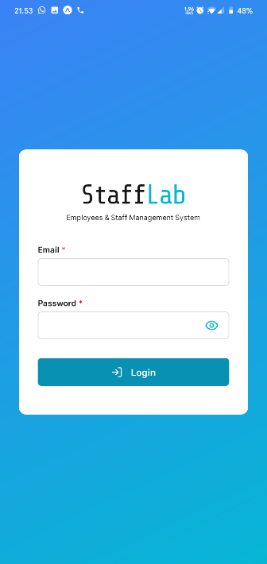 21.53 48%
StaffLab
Employees & Staff Management System
Email *
Password *
Login